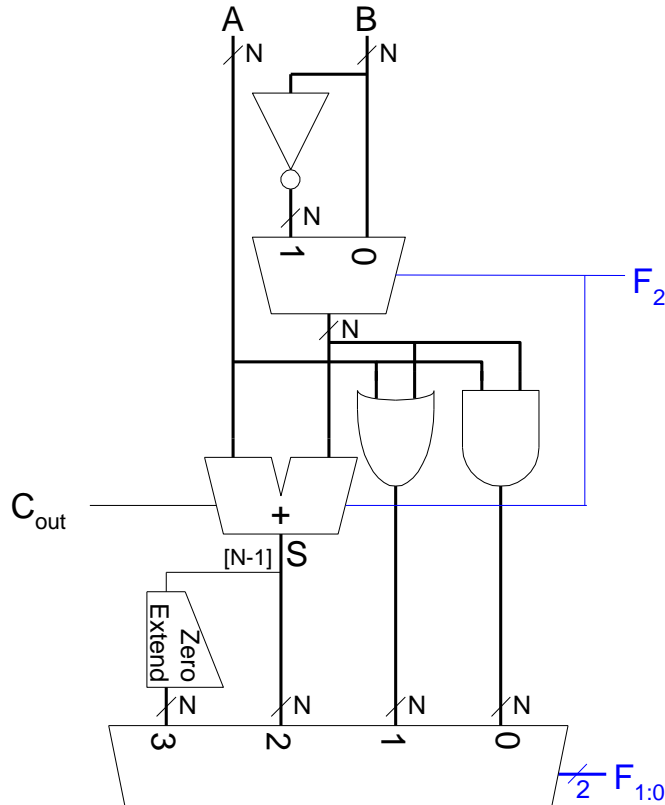 A B
N N
N
1 0
F2
N
Cout
+
[N-1] S
Zero
Extend
N N N N
3 2 1 0
2 F1:0